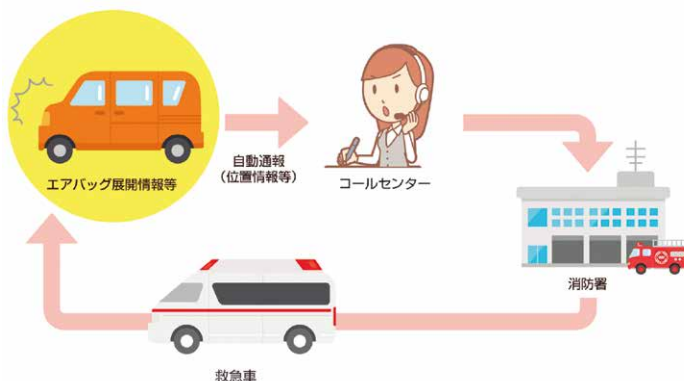 エアバッグ展開情報等
自動通報
（位置情報等）
コールセンター
消防署
救急車